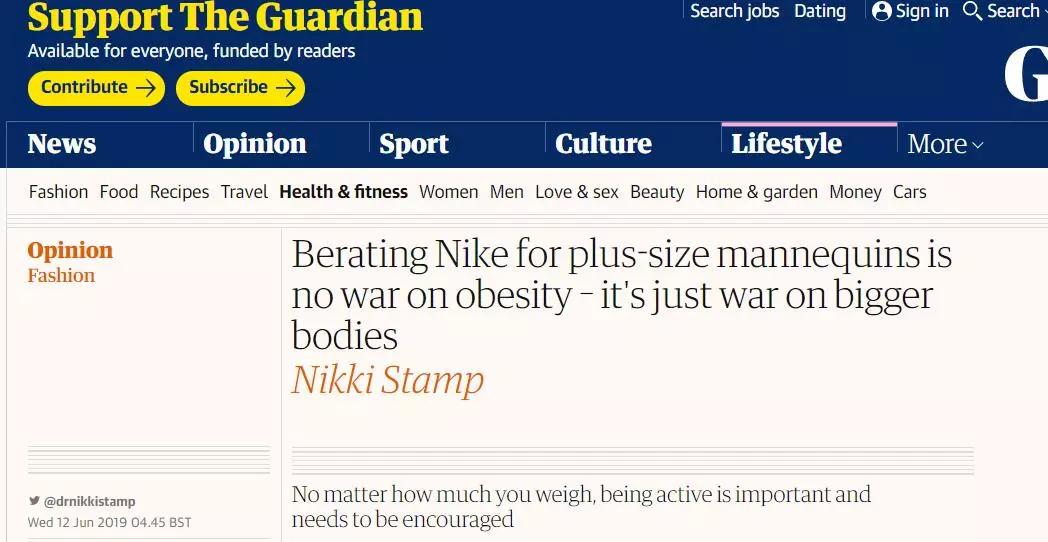 Support The Guardian
Available for everyone, funded by readers
Contribute → Subscribe →
Search jobs Dating Sign in Search
G
News Opinion Sport Culture Lifestyle More
Fashion Food Recipes Travel Health & fitness Women Men Love & sex Beauty Home & garden Money Cars
Opinion
Fashion
Berating Nike for plus-size mannequins is
no war on obesity – it's just war on bigger
bodies
Nikki Stamp
@drnikkistamp
Wed 12 Jun 2019 04.45 BST
No matter how much you weigh, being active is important and
needs to be encouraged